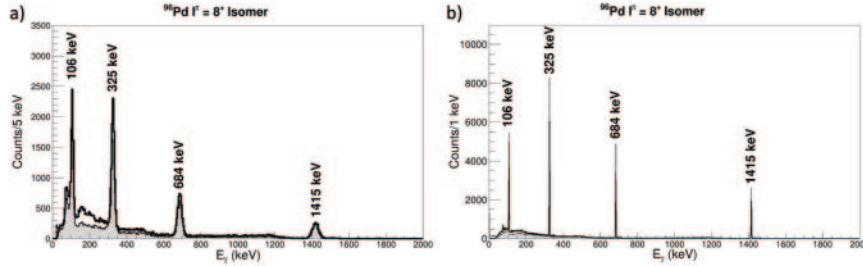 a)
⁹⁶Pd Iᵖ = 8⁺ Isomer
Counts/5 keV
3500
3000
2500
2000
1500
1000
500
0
106 keV
325 keV
684 keV
1415 keV
0 200 400 600 800 1000 1200 1400 1600 1800 2000
Eᵧ (keV)
b)
⁹⁶Pd Iᵖ = 8⁺ Isomer
Counts/1 keV
10000
8000
6000
4000
2000
0
106 keV
325 keV
684 keV
1415 keV
0 200 400 600 800 1000 1200 1400 1600 1800 2000
Eᵧ (keV)